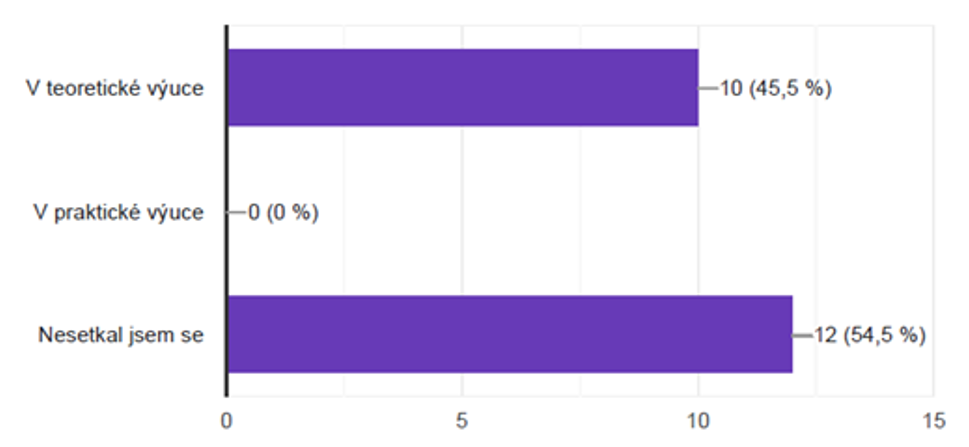 V teoretické výuce
10 (45,5 %)
V praktické výuce
0 (0 %)
Nesetkal jsem se
12 (54,5 %)
0
5
10
15